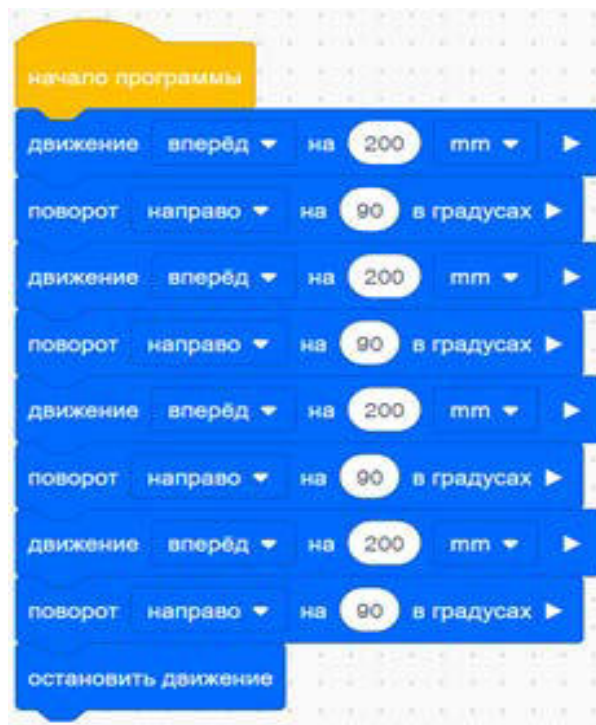 начало программы
движение вперёд на 200 mm
поворот направо на 90 в градусах
движение вперёд на 200 mm
поворот направо на 90 в градусах
движение вперёд на 200 mm
поворот направо на 90 в градусах
движение вперёд на 200 mm
поворот направо на 90 в градусах
остановить движение